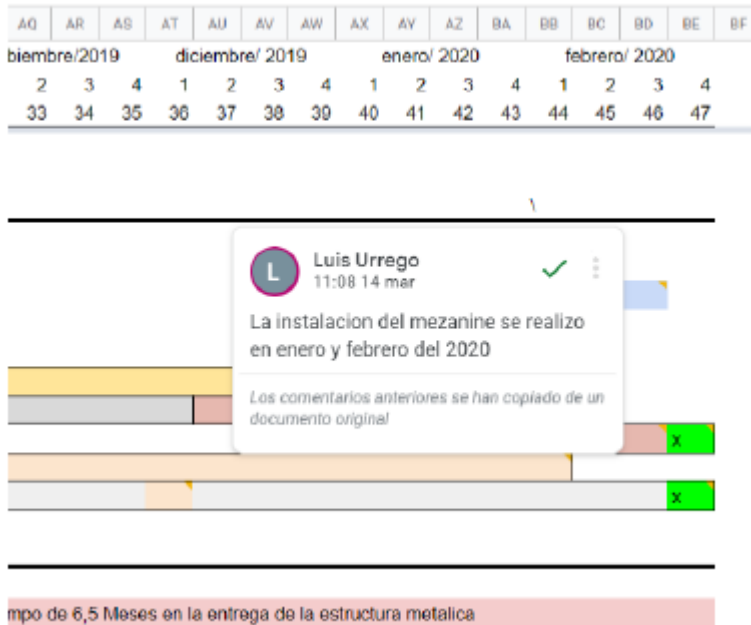 AQ AR AS AT AU AV AW AX AY AZ BA BB BC BD BE BF
biembre/2019 diciembre/ 2019 enero/ 2020 febrero/ 2020
2 3 4 1 2 3 4 1 2 3 4 1 2 3 4
33 34 35 36 37 38 39 40 41 42 43 44 45 46 47
\
L Luis Urrego
11:08 14 mar
La instalacion del mezanine se realizo
en enero y febrero del 2020
Los comentarios anteriores se han copiado de un
documento original
x
x
mpo de 6,5 Meses en la entrega de la estructura metalica